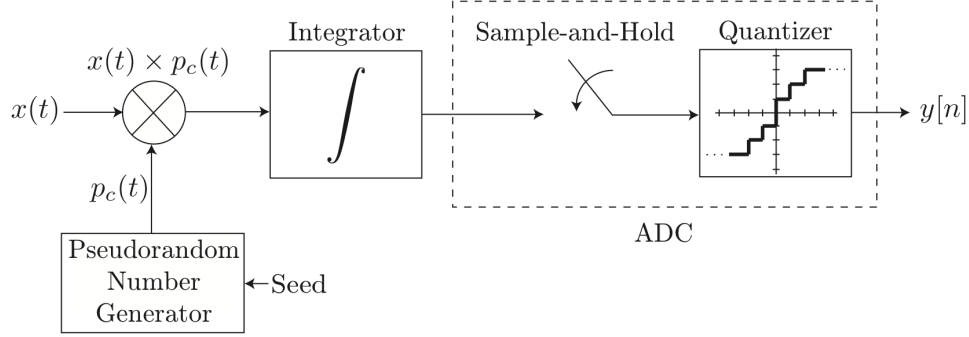 Integrator
Sample-and-Hold
Quantizer
x(t) × p_c(t)
x(t)
∫
y[n]
p_c(t)
ADC
Pseudorandom
Number
Generator
Seed